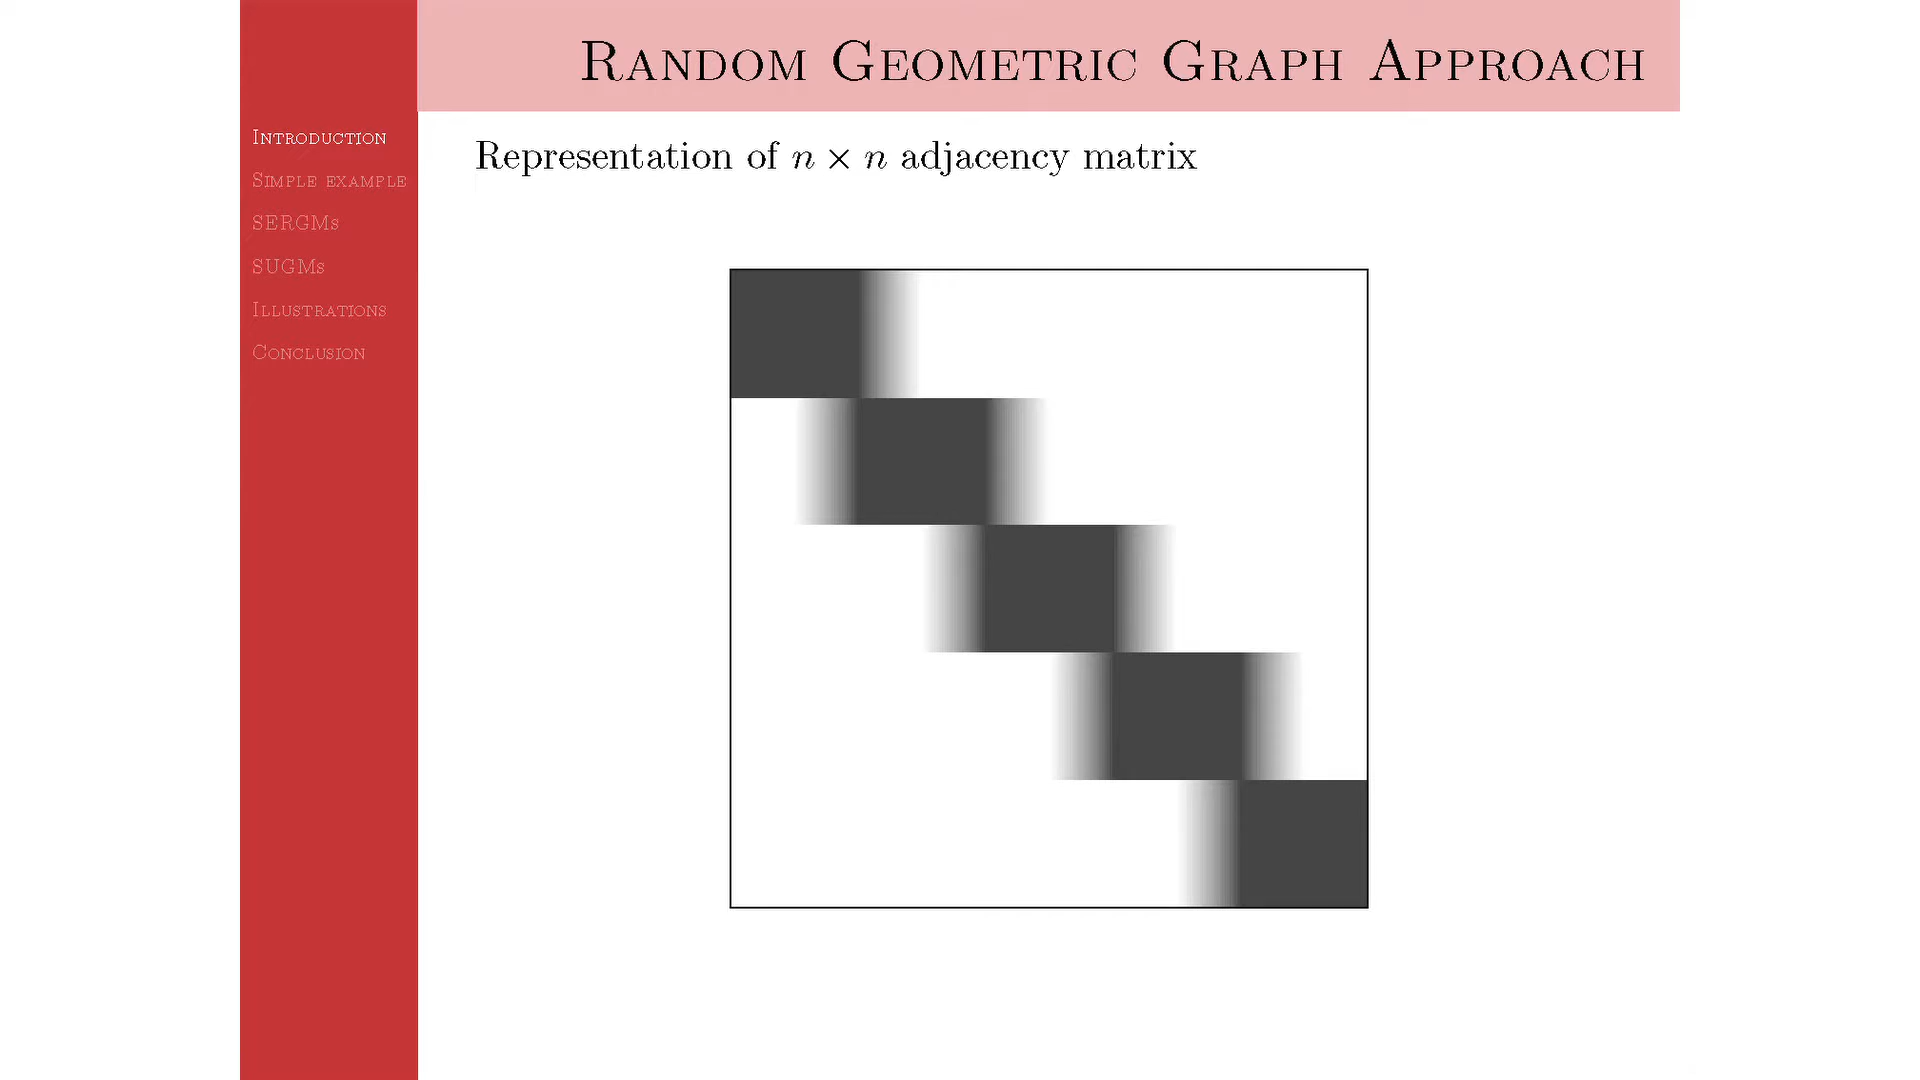 Random Geometric Graph Approach
Introduction
Simple example
SERGMs
SUGMs
Illustrations
Conclusion
Representation of n × n adjacency matrix